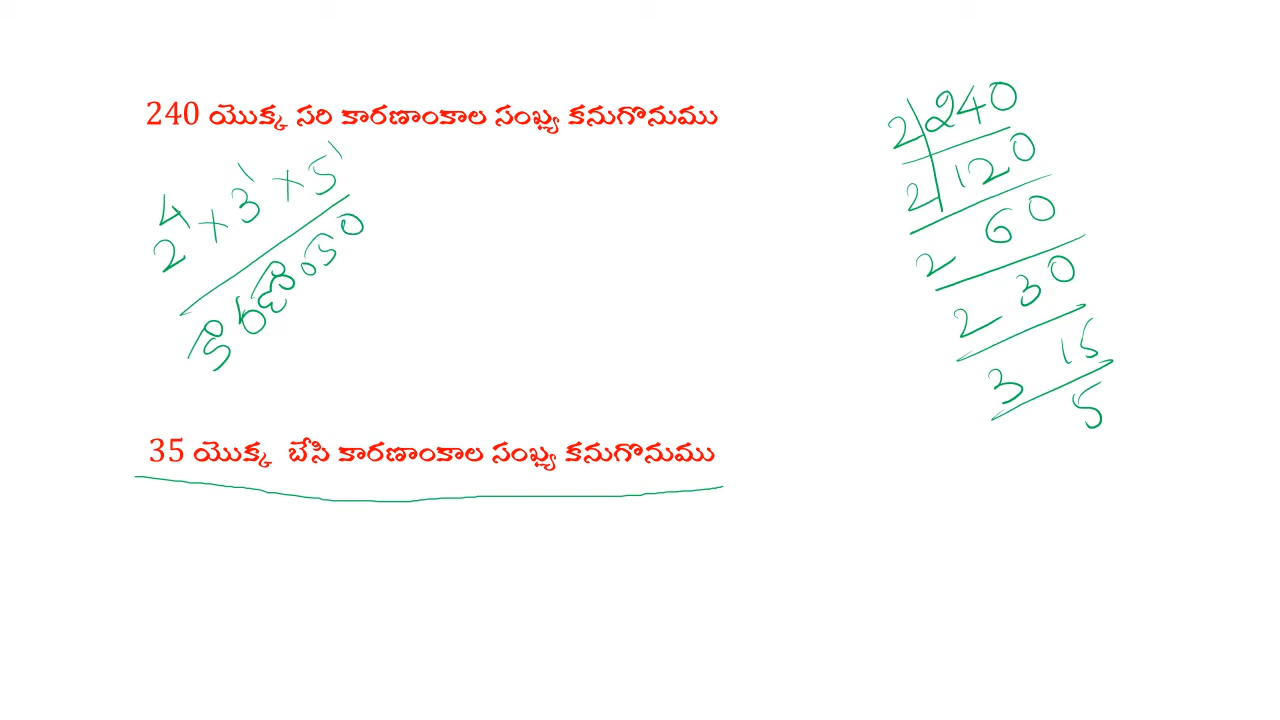 240 యొక్క సరి కారణాంకాల సంఖ్య కనుగొనుము
2⁴ × 3¹ × 5¹
కారణాంకం
2 240
2 120
2 60
2 30
3 15
5
35 యొక్క బేసి కారణాంకాల సంఖ్య కనుగొనుము